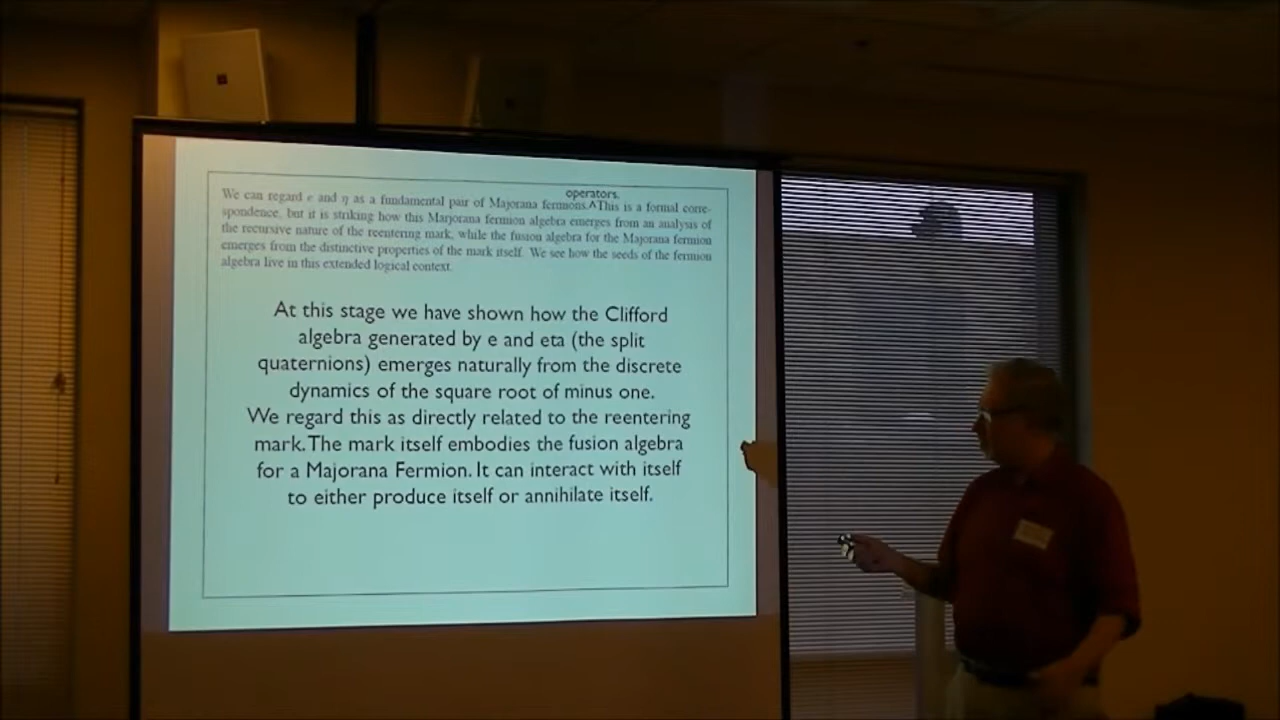 operators.
We can regard e and η as a fundamental pair of Majorana fermions.^This is a formal corre-
spondence, but it is striking how this Marjorana fermion algebra emerges from an analysis of
the recursive nature of the reentering mark, while the fusion algebra for the Majorana fermion
emerges from the distinctive properties of the mark itself. We see how the seeds of the fermion
algebra live in this extended logical context.
At this stage we have shown how the Clifford
algebra generated by e and eta (the split
quaternions) emerges naturally from the discrete
dynamics of the square root of minus one.
We regard this as directly related to the reentering
mark. The mark itself embodies the fusion algebra
for a Majorana Fermion. It can interact with itself
to either produce itself or annihilate itself.